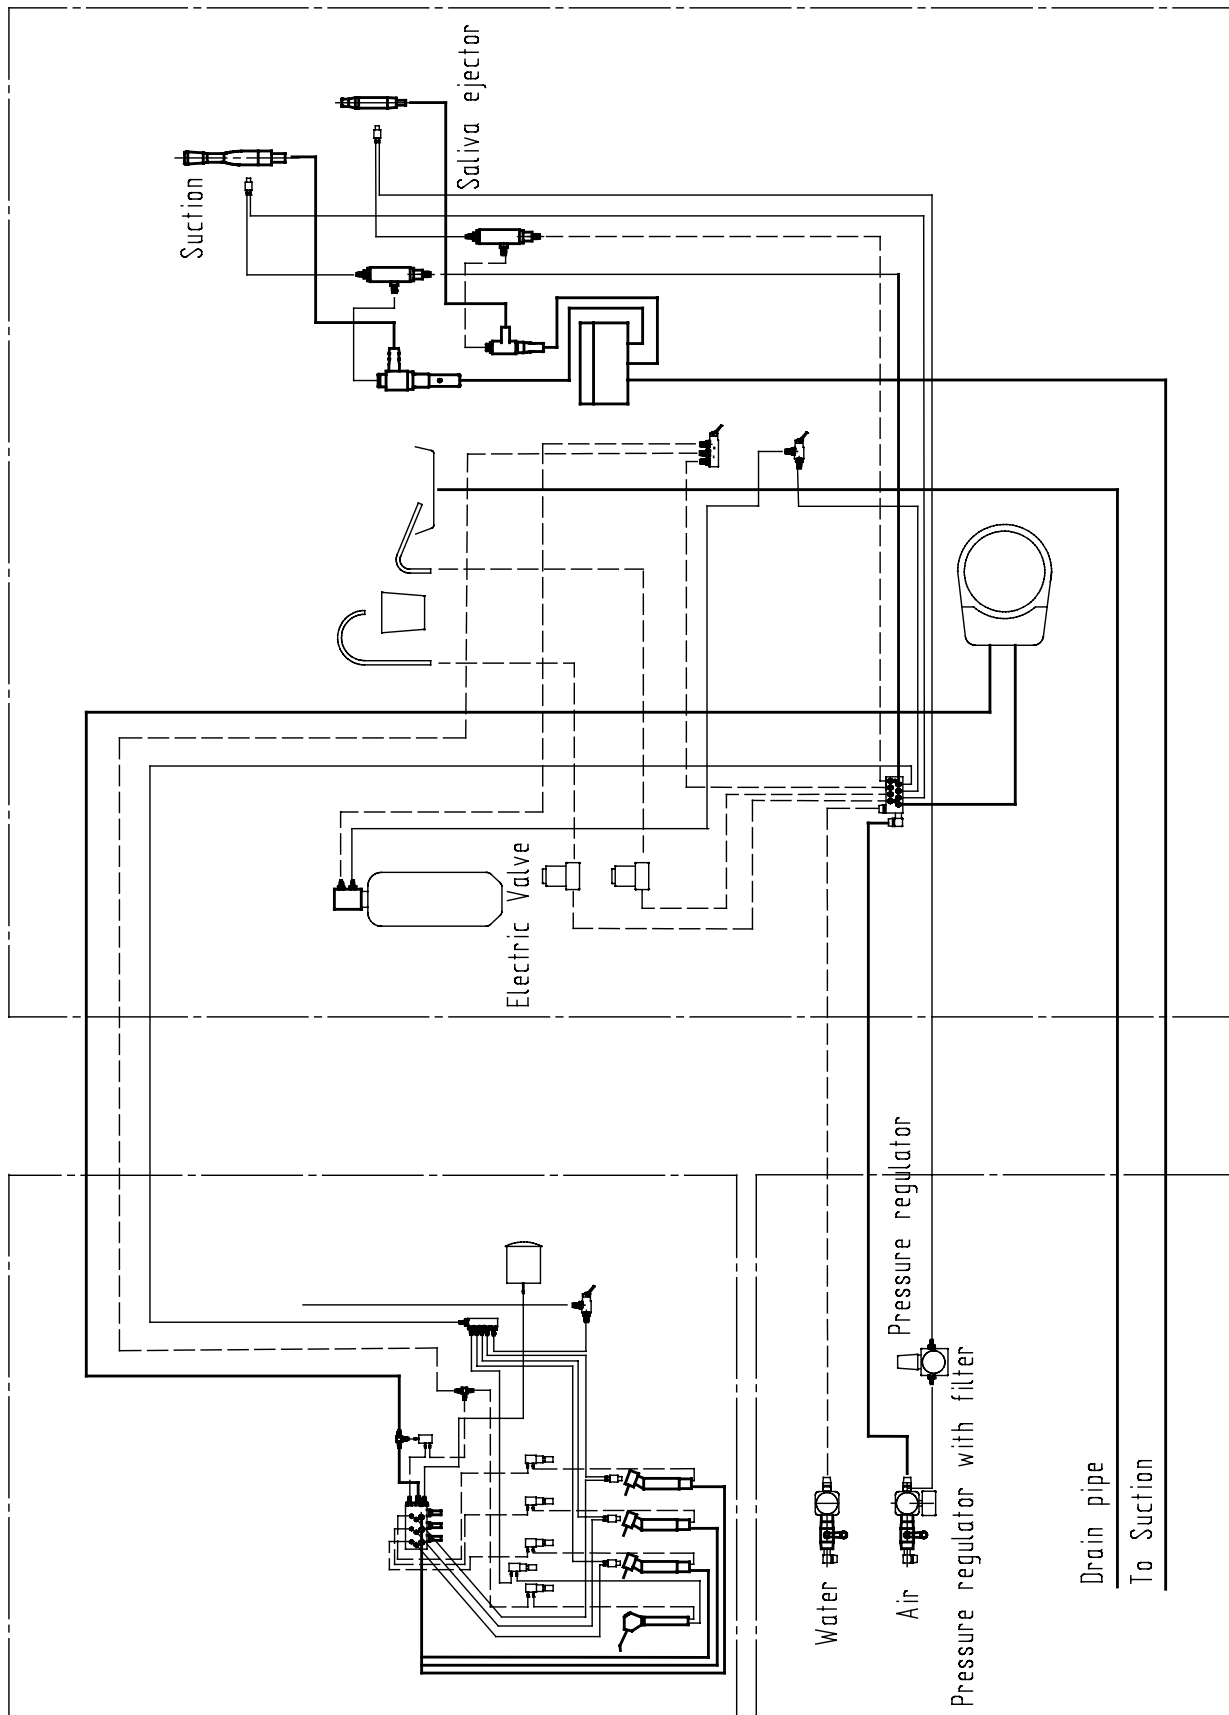 Suction
Saliva ejector
Electric Valve
Pressure regulator
Pressure regulator with filter
Water
Air
Drain pipe
To Suction